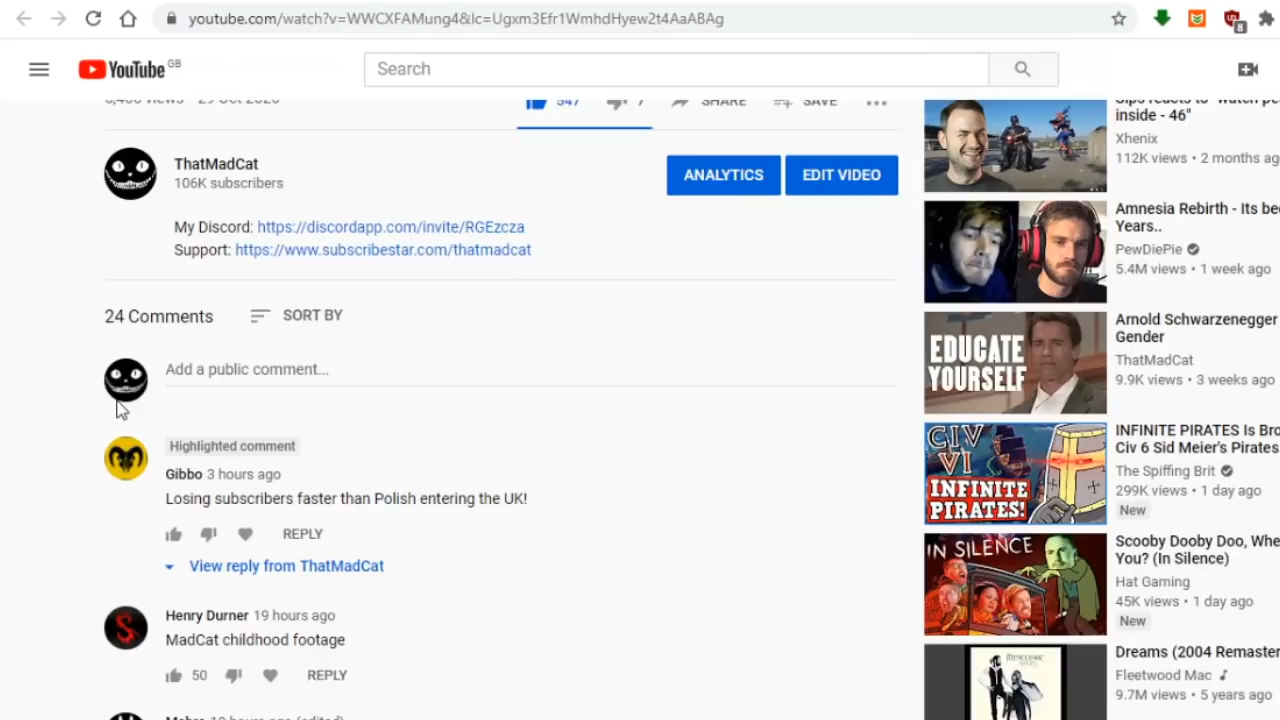 youtube.com/watch?v=WWCXFAMung4&lc=Ugxm3Efr1WmhdHyew2t4AaABAg
8
YouTube GB
Search
29 Oct 2020
547
7
SHARE
SAVE
ThatMadCat
106K subscribers
ANALYTICS
EDIT VIDEO
My Discord: https://discordapp.com/invite/RGEzcza
Support: https://www.subscribestar.com/thatmadcat
24 Comments
SORT BY
Add a public comment...
Highlighted comment
Gibbo 3 hours ago
Losing subscribers faster than Polish entering the UK!
REPLY
View reply from ThatMadCat
Henry Durner 19 hours ago
MadCat childhood footage
50
REPLY
inside - 46"
Xhenix
112K views • 2 months ag
Amnesia Rebirth - Its be
Years..
PewDiePie
5.4M views • 1 week ago
EDUCATE
YOURSELF
Arnold Schwarzenegger
Gender
ThatMadCat
9.9K views • 3 weeks ago
CIV
VI
INFINITE
PIRATES!
INFINITE PIRATES Is Bro
Civ 6 Sid Meier's Pirates
The Spiffing Brit
299K views • 1 day ago
New
IN SILENCE
Scooby Dooby Doo, Whe
You? (In Silence)
Hat Gaming
45K views • 1 day ago
New
Dreams (2004 Remaster
Fleetwood Mac
9.7M views • 5 years ago